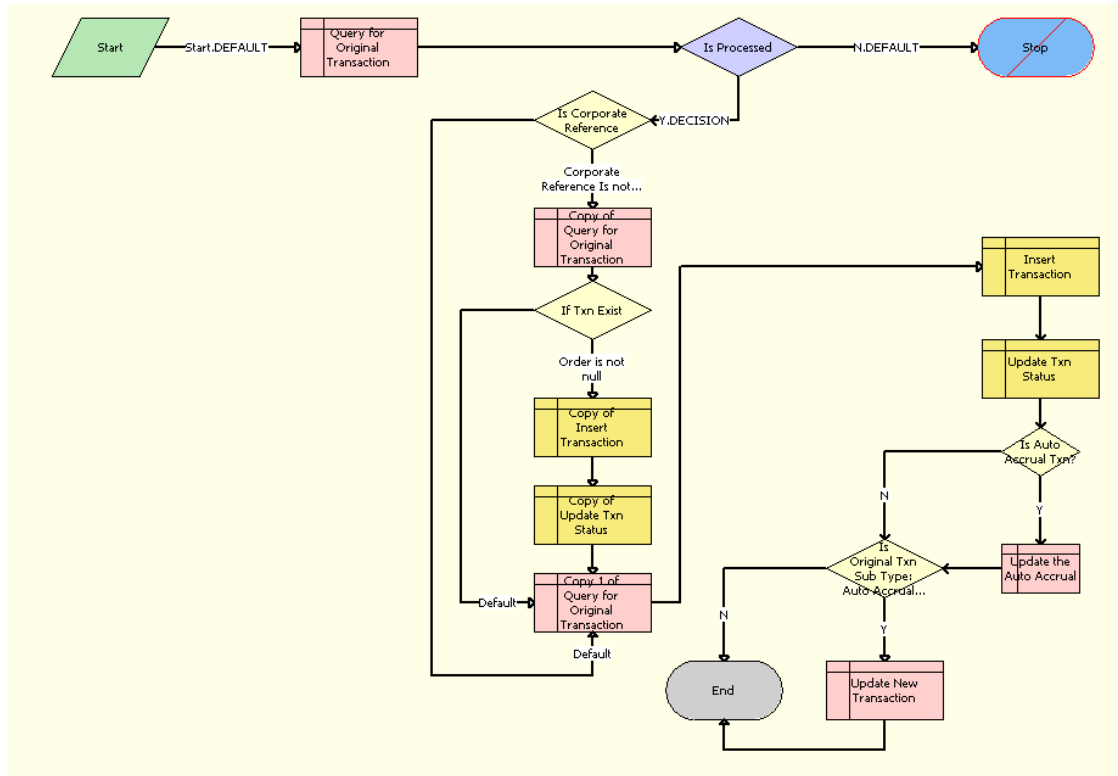 Start
Start.DEFAULT
Query for
Original
Transaction
Is Processed
N.DEFAULT
Stop
Y.DECISION
Is Corporate
Reference
Corporate
Reference Is not...
Copy of
Query for
Original
Transaction
If Txn Exist
Order is not
null
Copy of
Insert
Transaction
Copy of
Update Txn
Status
Default
Copy 1 of
Query for
Original
Transaction
Default
Insert
Transaction
Update Txn
Status
Is Auto
Accrual Txn?
N
Y
Update the
Auto Accrual
Is
Original Txn
Sub Type:
Auto Accrual...
N
Y
Update New
Transaction
End